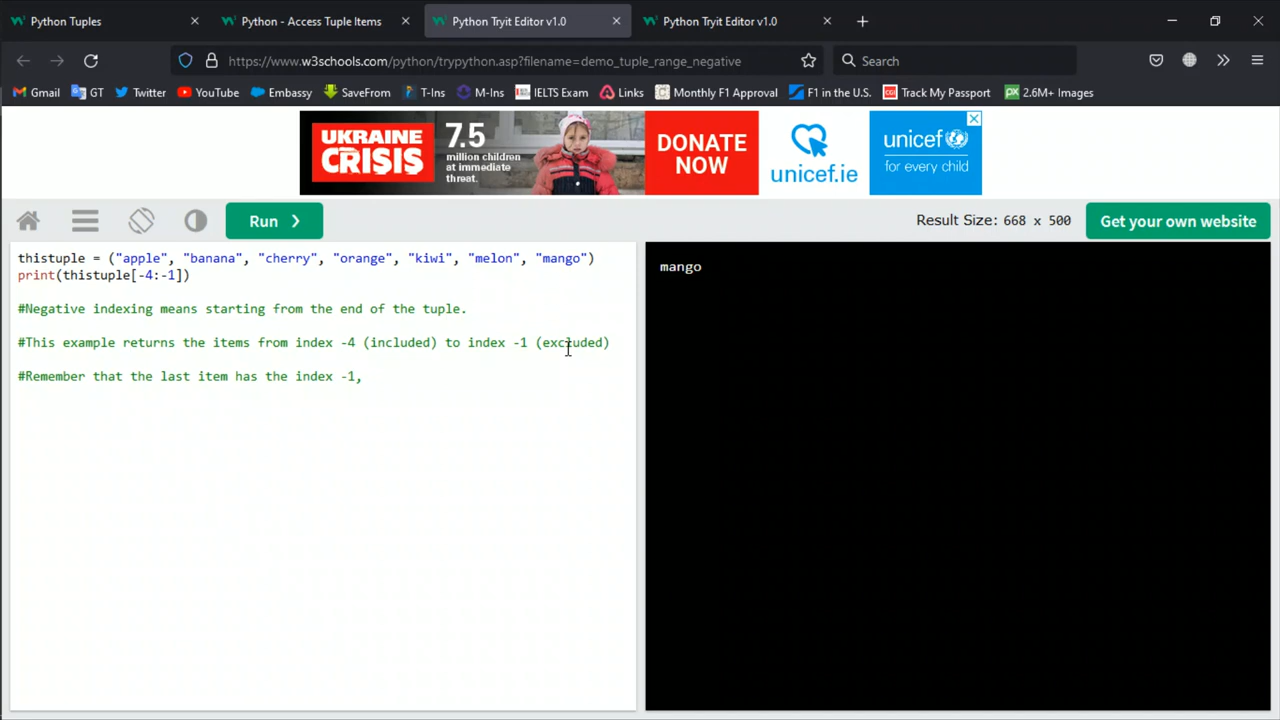 Python Tuples
Python - Access Tuple Items
Python Tryit Editor v1.0
Python Tryit Editor v1.0
https://www.w3schools.com/python/trypython.asp?filename=demo_tuple_range_negative
Search
Gmail GT Twitter YouTube Embassy SaveFrom T-Ins M-Ins IELTS Exam Links Monthly F1 Approval F1 in the U.S. Track My Passport 2.6M+ Images
UKRAINE CRISIS
7.5
million children
at immediate
threat.
DONATE
NOW
unicef.ie
unicef
for every child
Run ❯
Result Size: 668 x 500
Get your own website
thistuple = ("apple", "banana", "cherry", "orange", "kiwi", "melon", "mango")
print(thistuple[-4:-1])
#Negative indexing means starting from the end of the tuple.
#This example returns the items from index -4 (included) to index -1 (excluded)
#Remember that the last item has the index -1,
mango